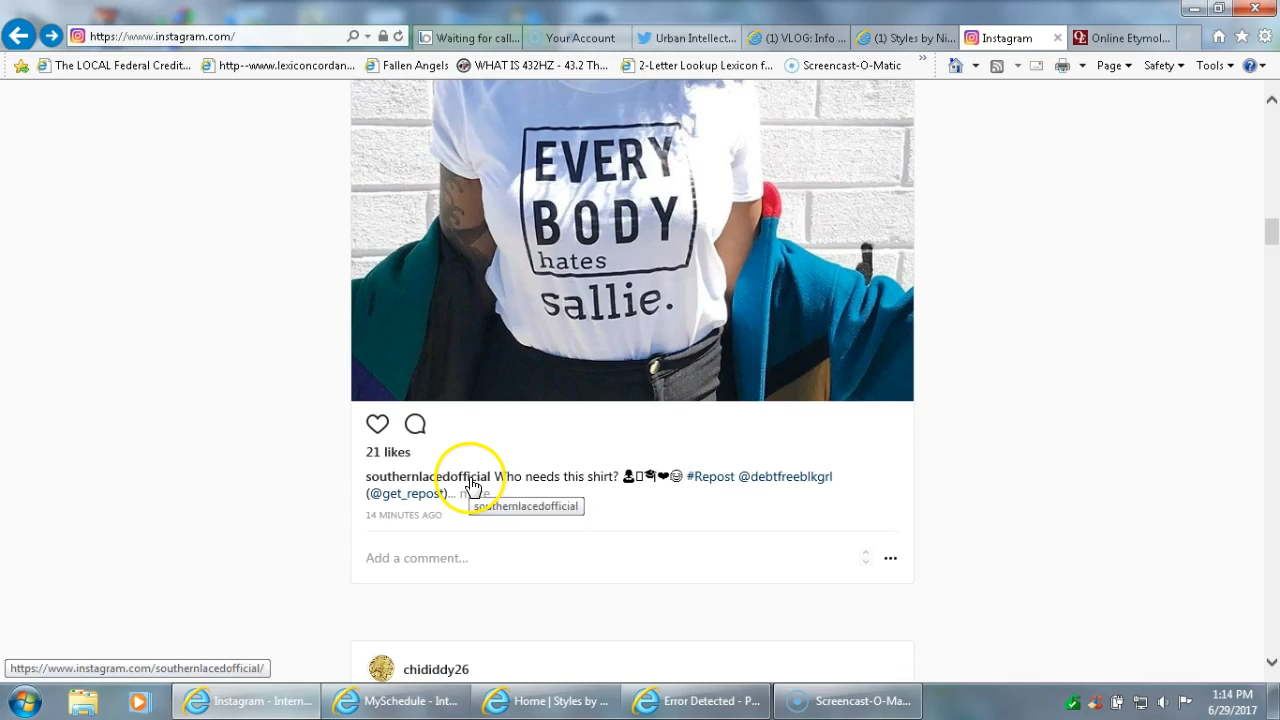 https://www.instagram.com/
Waiting for call...
Your Account
Urban Intellect...
(1) VLOG: Info ...
(1) Styles by Ni...
Instagram
Online Etymol...
The LOCAL Federal Credit...
http--www.lexiconcordan...
Fallen Angels
WHAT IS 432HZ - 43.2 Th...
2-Letter Lookup Lexicon f...
Screencast-O-Matic
Page
Safety
Tools
EVERY
BODY
hates
sallie.
21 likes
southernlacedofficial Who needs this shirt? #Repost @debtfreeblkgrl
(@get_repost)... more
southernlacedofficial
14 MINUTES AGO
Add a comment...
https://www.instagram.com/southernlacedofficial/
chididdy26
Instagram - Intern...
MySchedule - Int...
Home | Styles by ...
Error Detected - P...
Screencast-O-Ma...
1:14 PM
6/29/2017